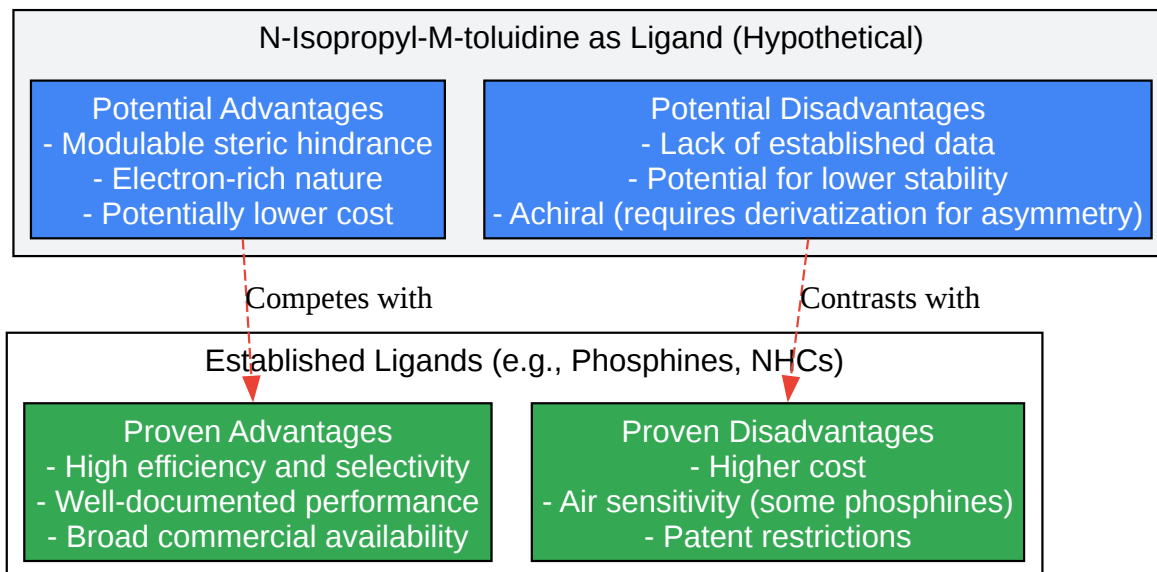 N-Isopropyl-M-toluidine as Ligand (Hypothetical)
Potential Advantages
- Modulable steric hindrance
- Electron-rich nature
- Potentially lower cost
Potential Disadvantages
- Lack of established data
- Potential for lower stability
- Achiral (requires derivatization for asymmetry)
Competes with
Contrasts with
Established Ligands (e.g., Phosphines, NHCs)
Proven Advantages
- High efficiency and selectivity
- Well-documented performance
- Broad commercial availability
Proven Disadvantages
- Higher cost
- Air sensitivity (some phosphines)
- Patent restrictions